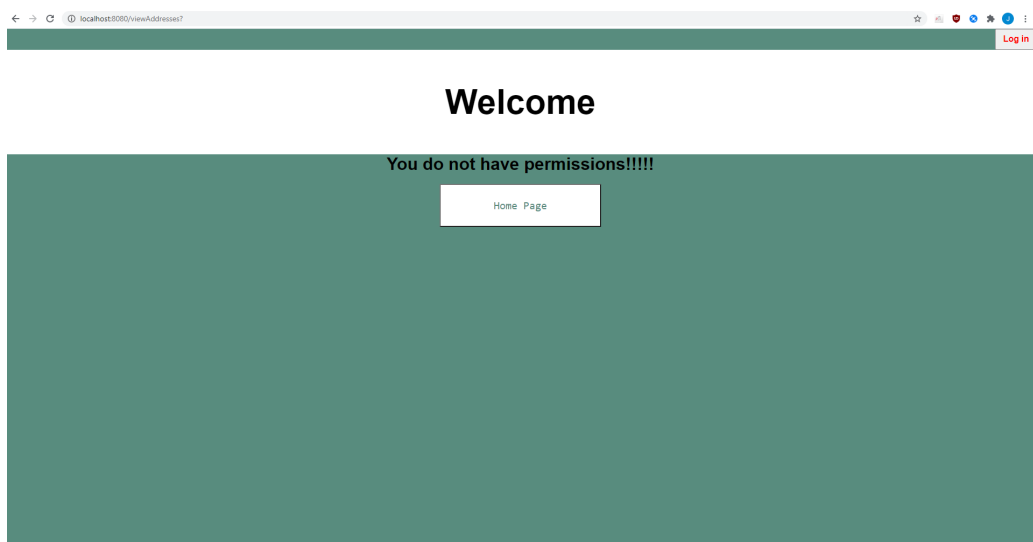 localhost:8080/viewAddresses?
Log in
Welcome
You do not have permissions!!!!!
Home Page